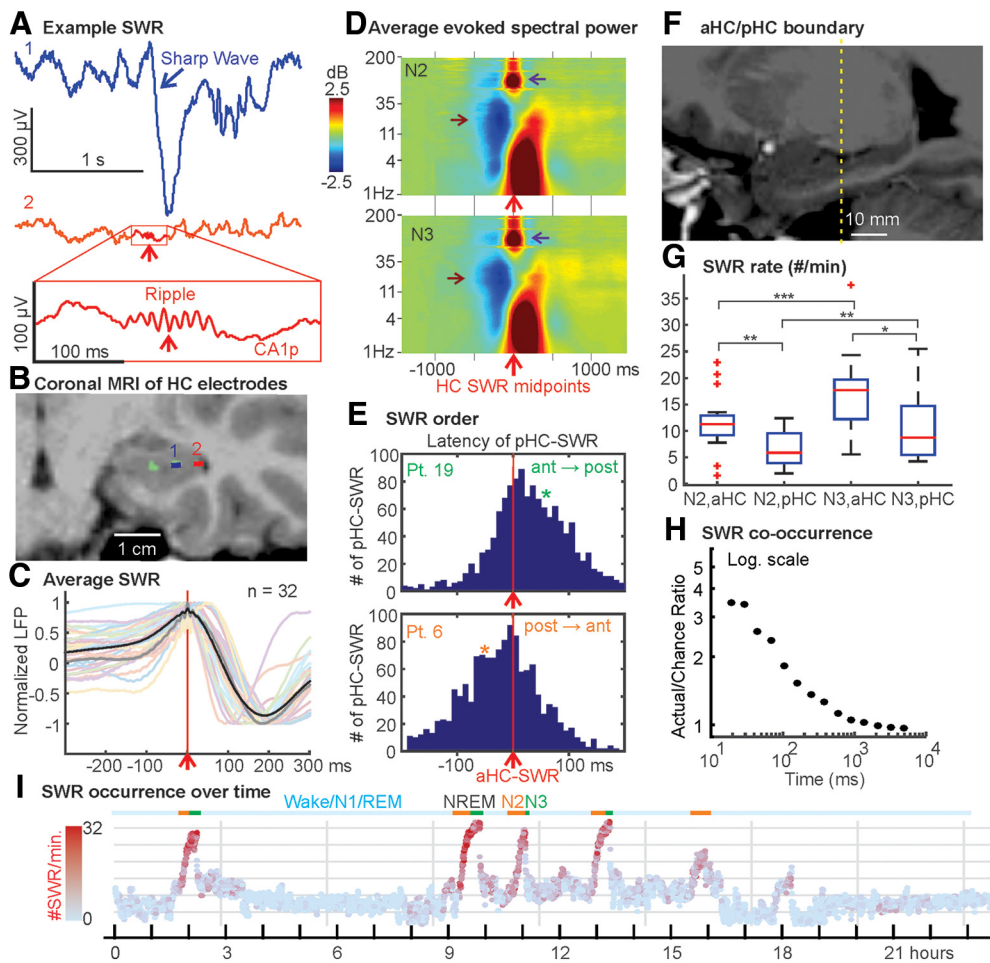 A Example SWR
1
Sharp Wave
300 µV
1 s
2
100 µV
Ripple
CA1p
100 ms
B Coronal MRI of HC electrodes
1 2
1 cm
C Average SWR
n = 32
Normalized LFP
1
0.5
0
-0.5
-1
-200 -100 0 100 200 300 ms
D Average evoked spectral power
dB
2.5
-2.5
N2
200
35
11
4
1Hz
N3
200
35
11
4
1Hz
-1000 1000 ms
HC SWR midpoints
E SWR order
Latency of pHC-SWR
Pt. 19
ant → post
*
# of pHC-SWR
100
80
60
40
20
0
Pt. 6
post → ant
*
# of pHC-SWR
100
80
60
40
20
0
-100 100 ms
aHC-SWR
F aHC/pHC boundary
10 mm
G SWR rate (#/min)
35
30
25
20
15
10
5
0
***
**
**
*
N2,aHC N2,pHC N3,aHC N3,pHC
H SWR co-occurrence
Log. scale
Actual/Chance Ratio
5
4
3
2
1
10¹ 10² 10³ 10⁴
Time (ms)
I SWR occurrence over time
Wake/N1/REM NREM N2 N3
#SWR/min.
32
0
0 3 6 9 12 15 18 21 hours